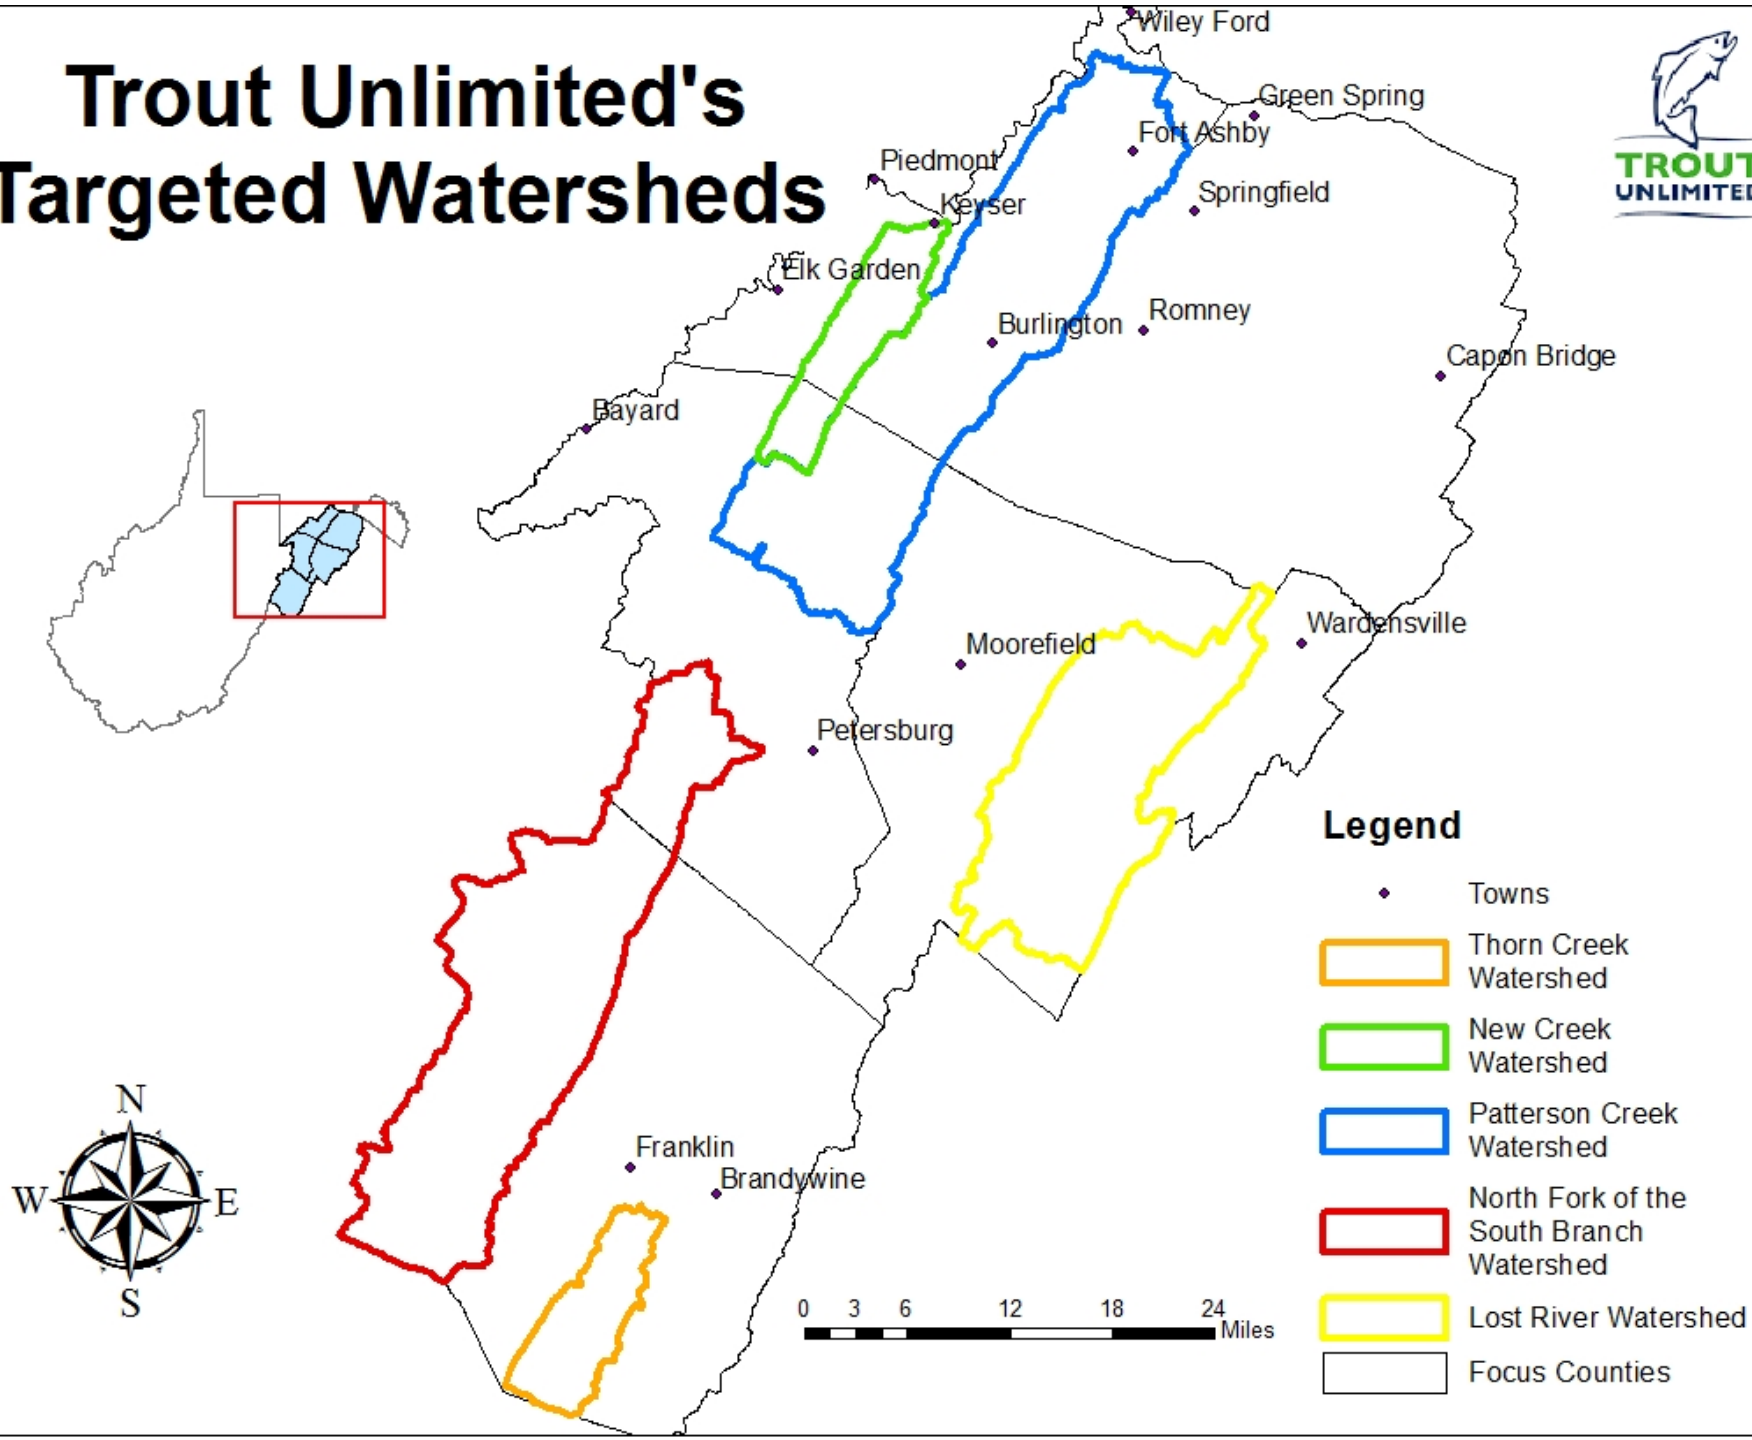 Trout Unlimited's
Targeted Watersheds
Wiley Ford
Green Spring
Fort Ashby
Piedmont
Springfield
Keyser
Elk Garden
Burlington
Romney
Capon Bridge
Bayard
Wardensville
Moorefield
Petersburg
Franklin
Brandywine
TROUT
UNLIMITED
N
W
E
S
0 3 6 12 18 24
Miles
Legend
Towns
Thorn Creek
Watershed
New Creek
Watershed
Patterson Creek
Watershed
North Fork of the
South Branch
Watershed
Lost River Watershed
Focus Counties